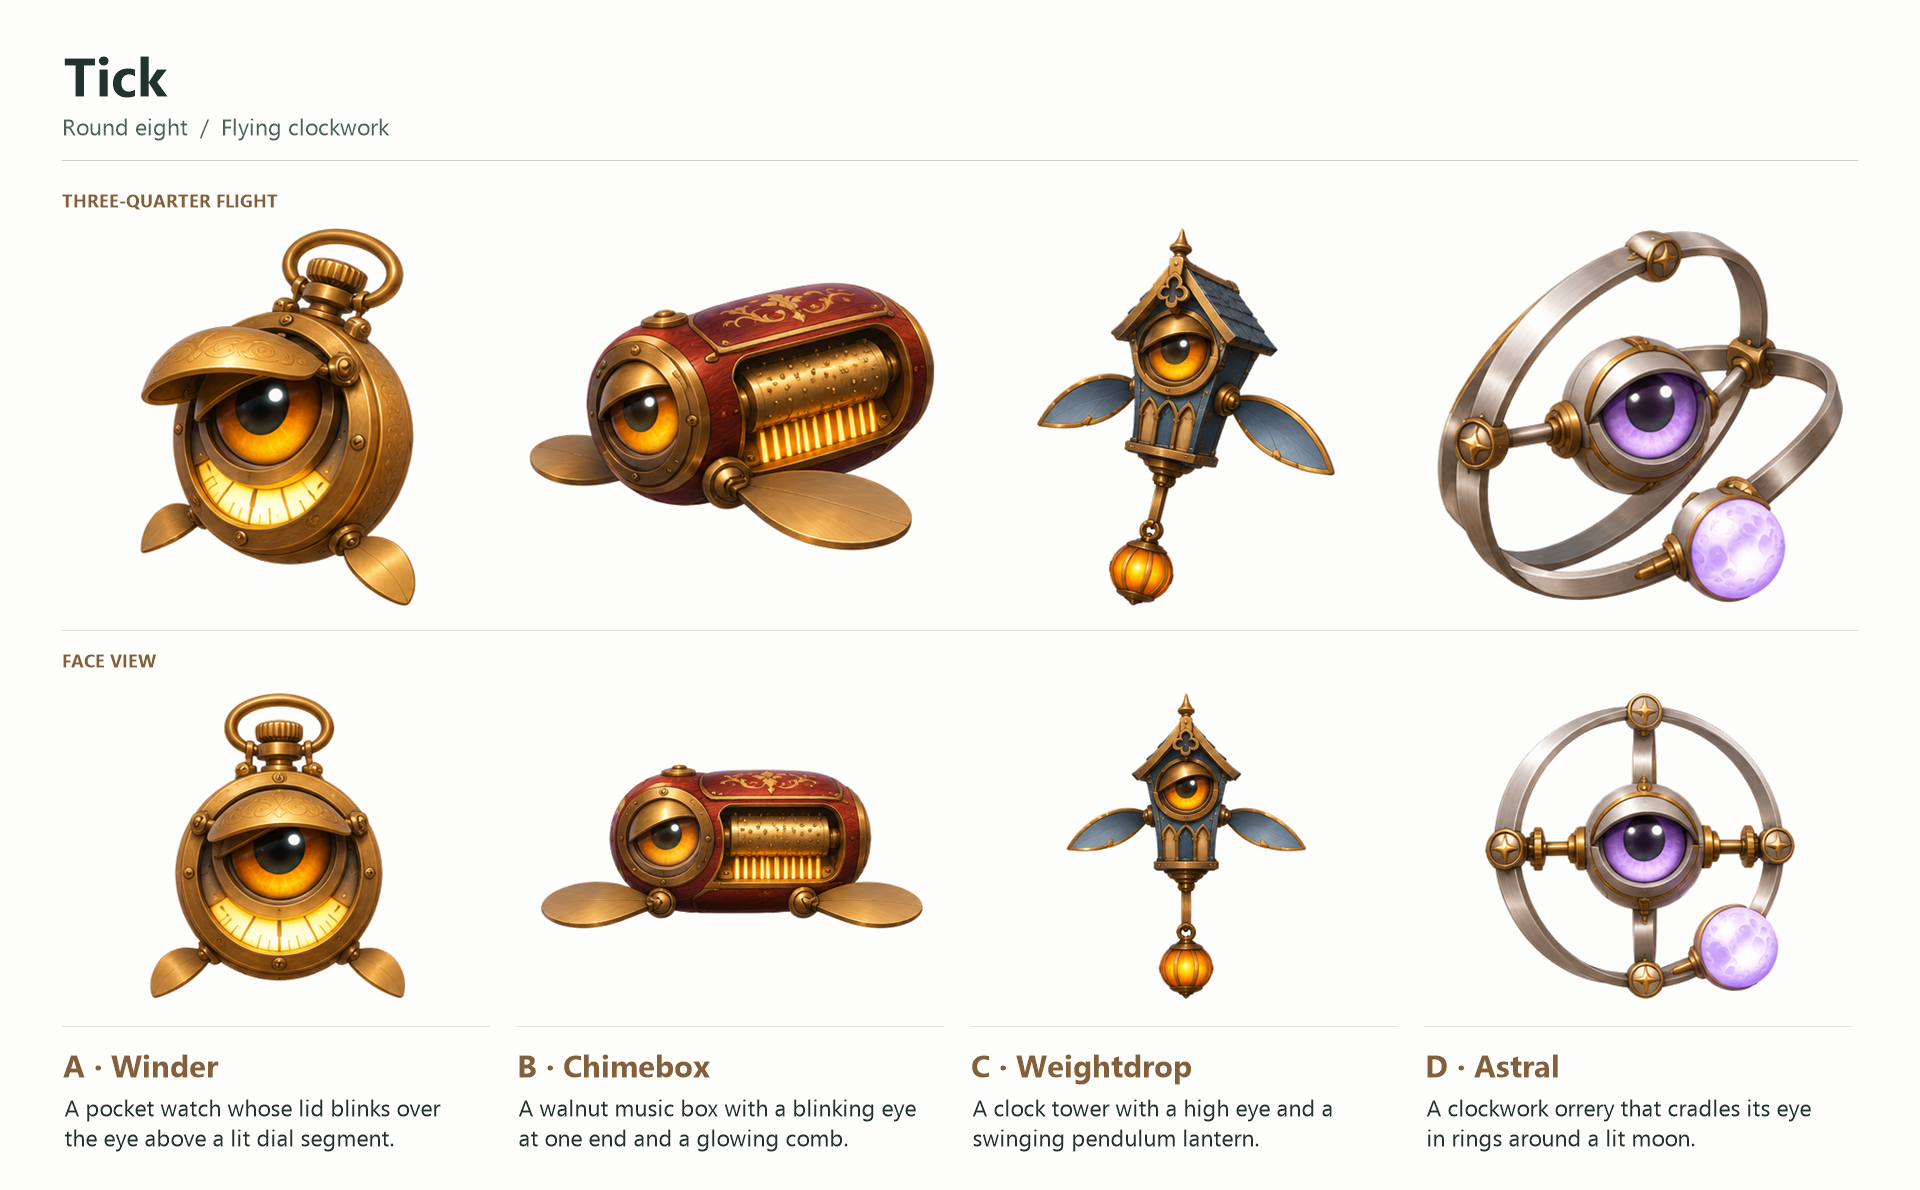 Tick
Round eight / Flying clockwork
THREE-QUARTER FLIGHT
FACE VIEW
A · Winder
A pocket watch whose lid blinks over
the eye above a lit dial segment.
B · Chimebox
A walnut music box with a blinking eye
at one end and a glowing comb.
C · Weightdrop
A clock tower with a high eye and a
swinging pendulum lantern.
D · Astral
A clockwork orrery that cradles its eye
in rings around a lit moon.